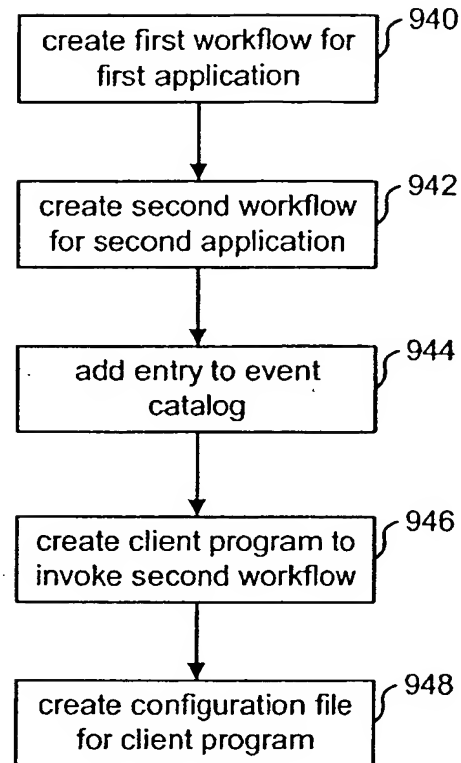 940
create first workflow for
first application
942
create second workflow
for second application
944
add entry to event
catalog
946
create client program to
invoke second workflow
948
create configuration file
for client program